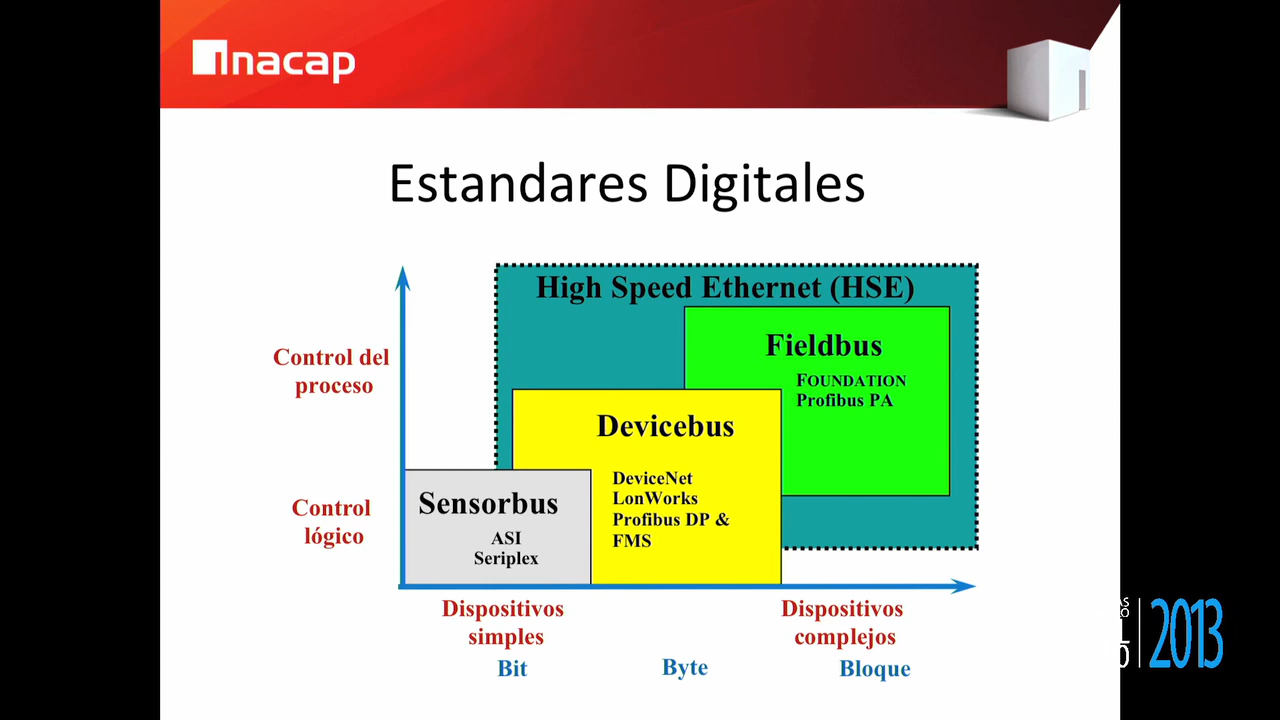 Inacap
Estandares Digitales
High Speed Ethernet (HSE)
Fieldbus
FOUNDATION
Profibus PA
Control del
proceso
Devicebus
DeviceNet
LonWorks
Profibus DP &
FMS
Sensorbus
ASI
Seriplex
Control
lógico
Dispositivos
simples
Dispositivos
complejos
Bit
Byte
Bloque
2013